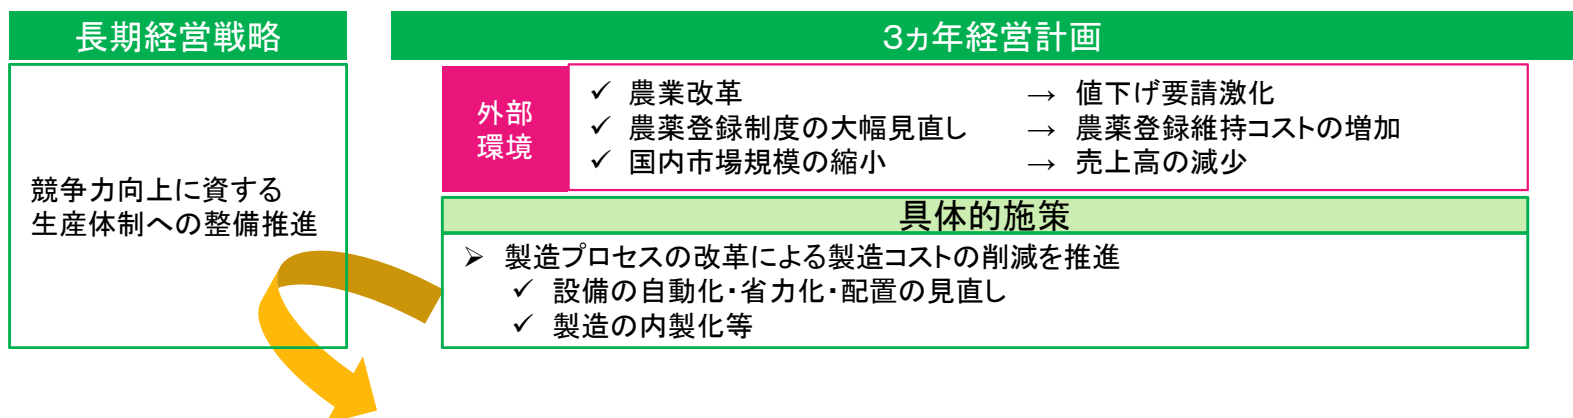 長期経営戦略
競争力向上に資する
生産体制への整備推進
3ヵ年経営計画
外部
環境
✓ 農業改革 → 値下げ要請激化
✓ 農薬登録制度の大幅見直し → 農薬登録維持コストの増加
✓ 国内市場規模の縮小 → 売上高の減少
具体的施策
➢ 製造プロセスの改革による製造コストの削減を推進
✓ 設備の自動化・省力化・配置の見直し
✓ 製造の内製化等